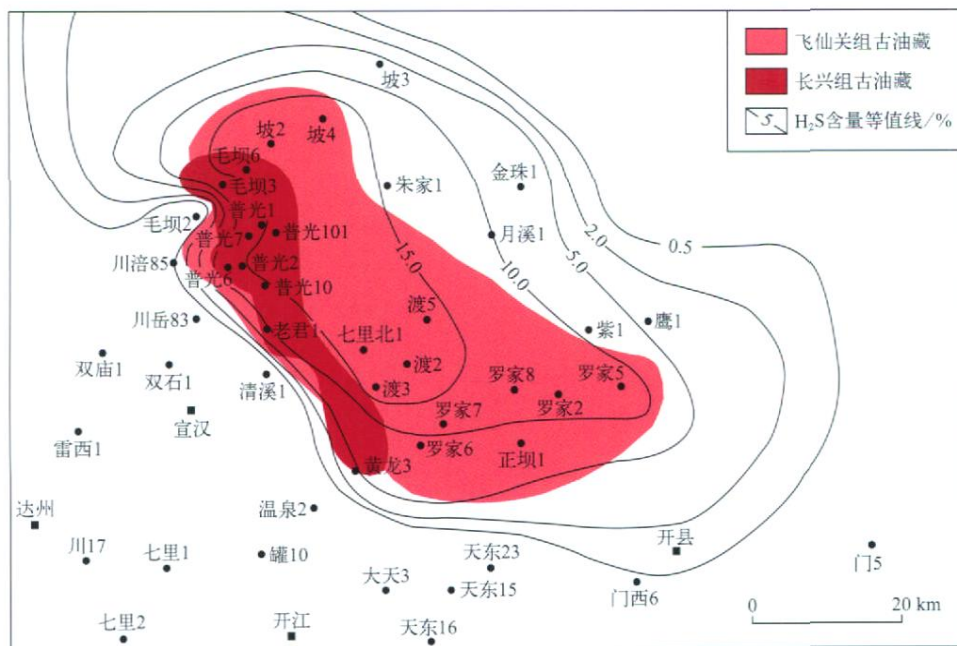 飞仙关组古油藏
长兴组古油藏
5 H₂S含量等值线/%
坡3
坡2
坡4
毛坝6
毛坝3
朱家1
金珠1
普光1
毛坝2
普光7
普光101
月溪1
2.0
0.5
川涪85
普光2
15.0
5.0
普光6
普光10
10.0
川岳83
渡5
老君1
七里北1
紫1
鹰1
双庙1
双石1
渡2
清溪1
渡3
罗家8
罗家5
宣汉
罗家7
罗家2
雷西1
罗家6
正坝1
黄龙3
达州
温泉2
川17
七里1
罐10
天东23
开县
门5
大天3
天东15
门西6
0
20 km
七里2
开江
天东16